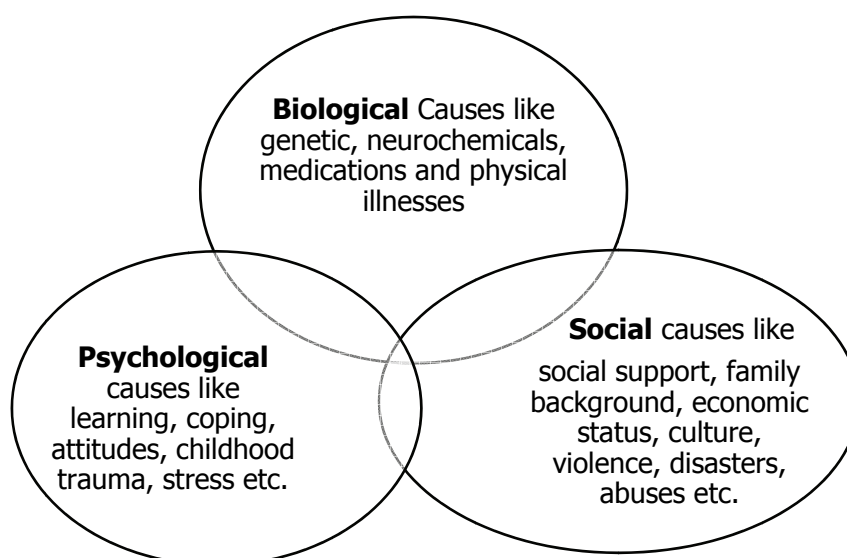 Biological Causes like
genetic, neurochemicals,
medications and physical
illnesses
Psychological
causes like
learning, coping,
attitudes, childhood
trauma, stress etc.
Social causes like
social support, family
background, economic
status, culture,
violence, disasters,
abuses etc.